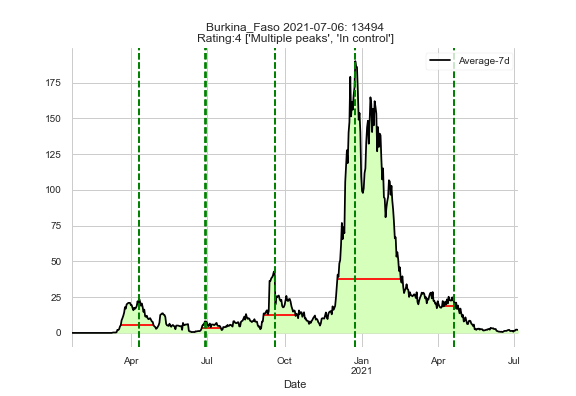 Burkina_Faso 2021-07-06: 13494
Rating:4 ['Multiple peaks', 'In control']
Average-7d
175
150
125
100
75
50
25
0
Apr
Jul
Oct
Jan
2021
Apr
Jul
Date